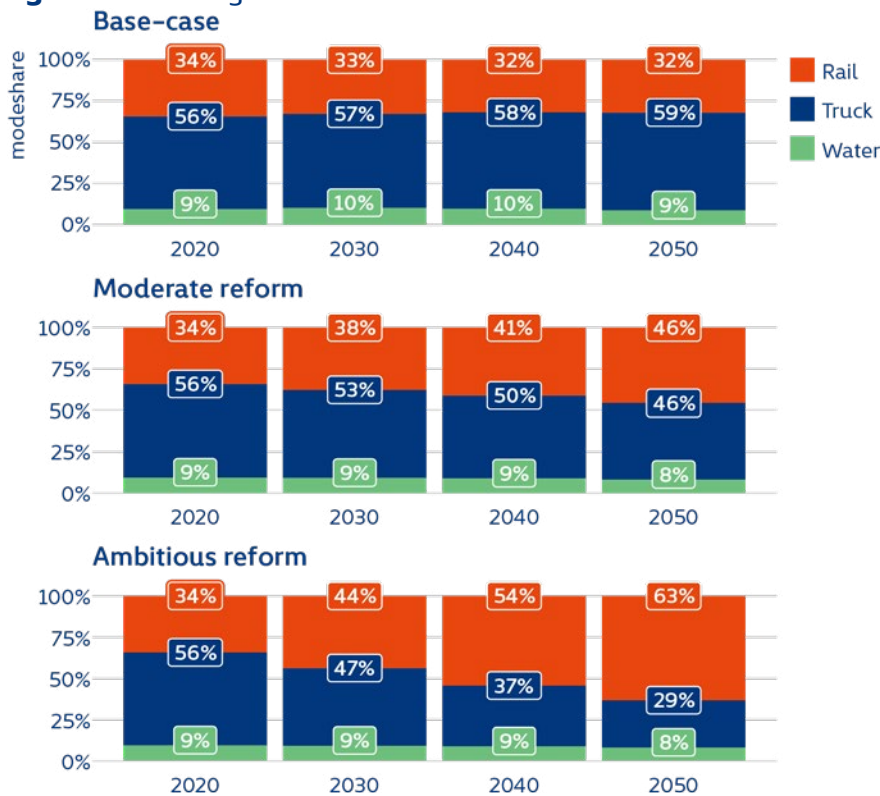 Base-case
modeshare
100% 34% 33% 32% 32%
75% 56% 57% 58% 59%
50%
25%
9% 10% 10% 9%
0%
2020 2030 2040 2050
Rail
Truck
Water
Moderate reform
100% 34% 38% 41% 46%
75%
56% 53% 50% 46%
50%
25%
9% 9% 9% 8%
0%
2020 2030 2040 2050
Ambitious reform
100% 34% 44% 54% 63%
75%
56% 47% 37% 29%
50%
25%
9% 9% 9% 8%
0%
2020 2030 2040 2050